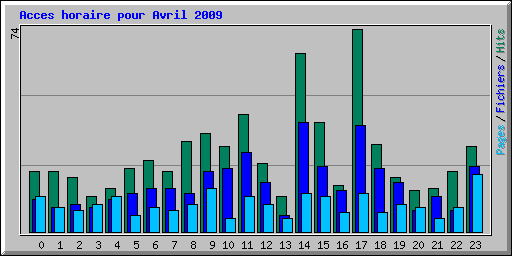 Acces horaire pour Avril 2009
74
Pages / Fichiers / Hits
0 1 2 3 4 5 6 7 8 9 10 11 12 13 14 15 16 17 18 19 20 21 22 23